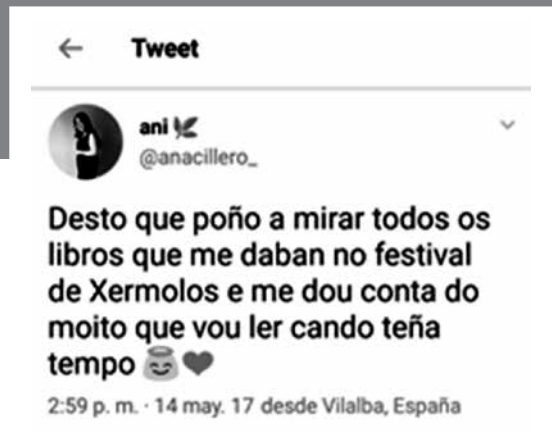 ← Tweet
ani 🌿
@anacillero_
Desto que poño a mirar todos os
libros que me daban no festival
de Xermolos e me dou conta do
moito que vou ler cando teña
tempo 😇❤
2:59 p. m. · 14 may. 17 desde Vilalba, España